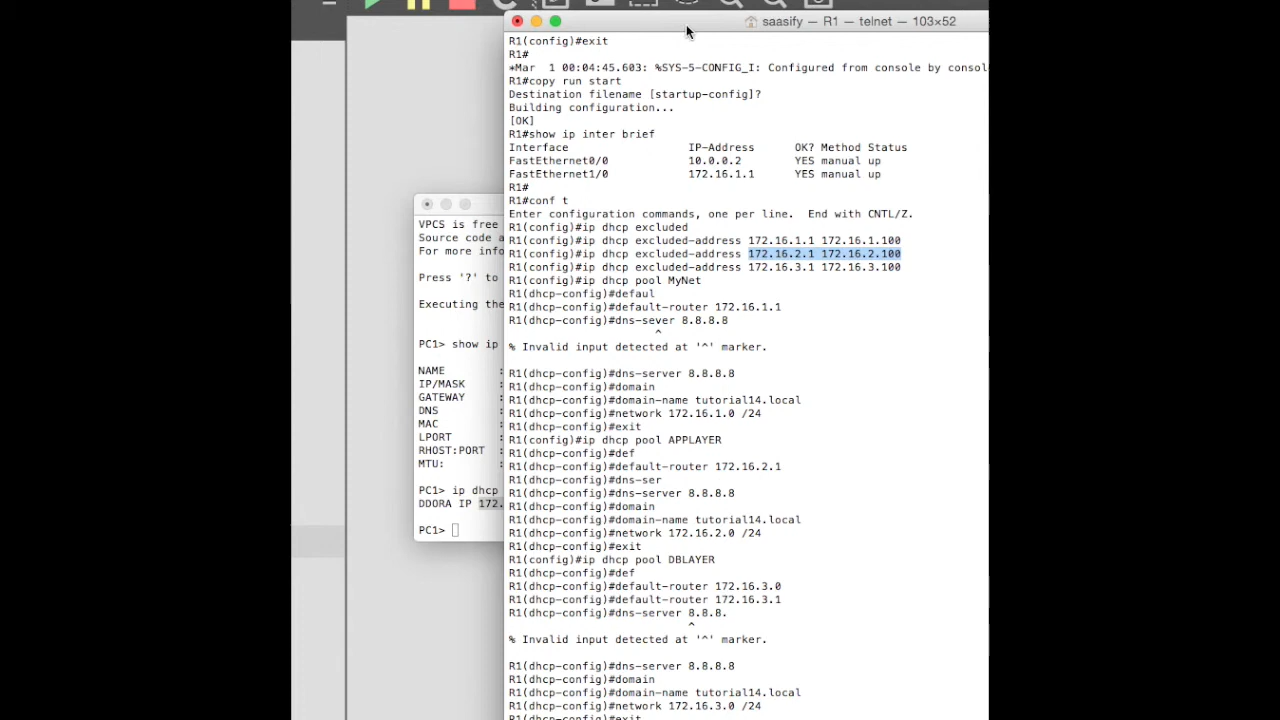 saasify — R1 — telnet — 103×52
R1(config)#exit
R1#
*Mar  1 00:04:45.603: %SYS-5-CONFIG_I: Configured from console by consol
R1#copy run start
Destination filename [startup-config]?
Building configuration...
[OK]
R1#show ip inter brief
Interface                  IP-Address      OK? Method Status
FastEthernet0/0            10.0.0.2        YES manual up
FastEthernet1/0            172.16.1.1      YES manual up
R1#
R1#conf t
Enter configuration commands, one per line.  End with CNTL/Z.
R1(config)#ip dhcp excluded
R1(config)#ip dhcp excluded-address 172.16.1.1 172.16.1.100
R1(config)#ip dhcp excluded-address 172.16.2.1 172.16.2.100
R1(config)#ip dhcp excluded-address 172.16.3.1 172.16.3.100
R1(config)#ip dhcp pool MyNet
R1(dhcp-config)#defaul
R1(dhcp-config)#default-router 172.16.1.1
R1(dhcp-config)#dns-sever 8.8.8.8
^
% Invalid input detected at '^' marker.
R1(dhcp-config)#dns-server 8.8.8.8
R1(dhcp-config)#domain
R1(dhcp-config)#domain-name tutorial14.local
R1(dhcp-config)#network 172.16.1.0 /24
R1(dhcp-config)#exit
R1(config)#ip dhcp pool APPLAYER
R1(dhcp-config)#def
R1(dhcp-config)#default-router 172.16.2.1
R1(dhcp-config)#dns-ser
R1(dhcp-config)#dns-server 8.8.8.8
R1(dhcp-config)#domain
R1(dhcp-config)#domain-name tutorial14.local
R1(dhcp-config)#network 172.16.2.0 /24
R1(dhcp-config)#exit
R1(config)#ip dhcp pool DBLAYER
R1(dhcp-config)#def
R1(dhcp-config)#default-router 172.16.3.0
R1(dhcp-config)#default-router 172.16.3.1
R1(dhcp-config)#dns-server 8.8.8.
^
% Invalid input detected at '^' marker.
R1(dhcp-config)#dns-server 8.8.8.8
R1(dhcp-config)#domain
R1(dhcp-config)#domain-name tutorial14.local
R1(dhcp-config)#network 172.16.3.0 /24
R1(dhcp-config)#exit
VPCS is free
Source code a
For more info
Press '?' to
Executing the
PC1> show ip
NAME       :
IP/MASK    :
GATEWAY    :
DNS        :
MAC        :
LPORT      :
RHOST:PORT :
MTU:       :
PC1> ip dhcp
DDORA IP 172.
PC1>